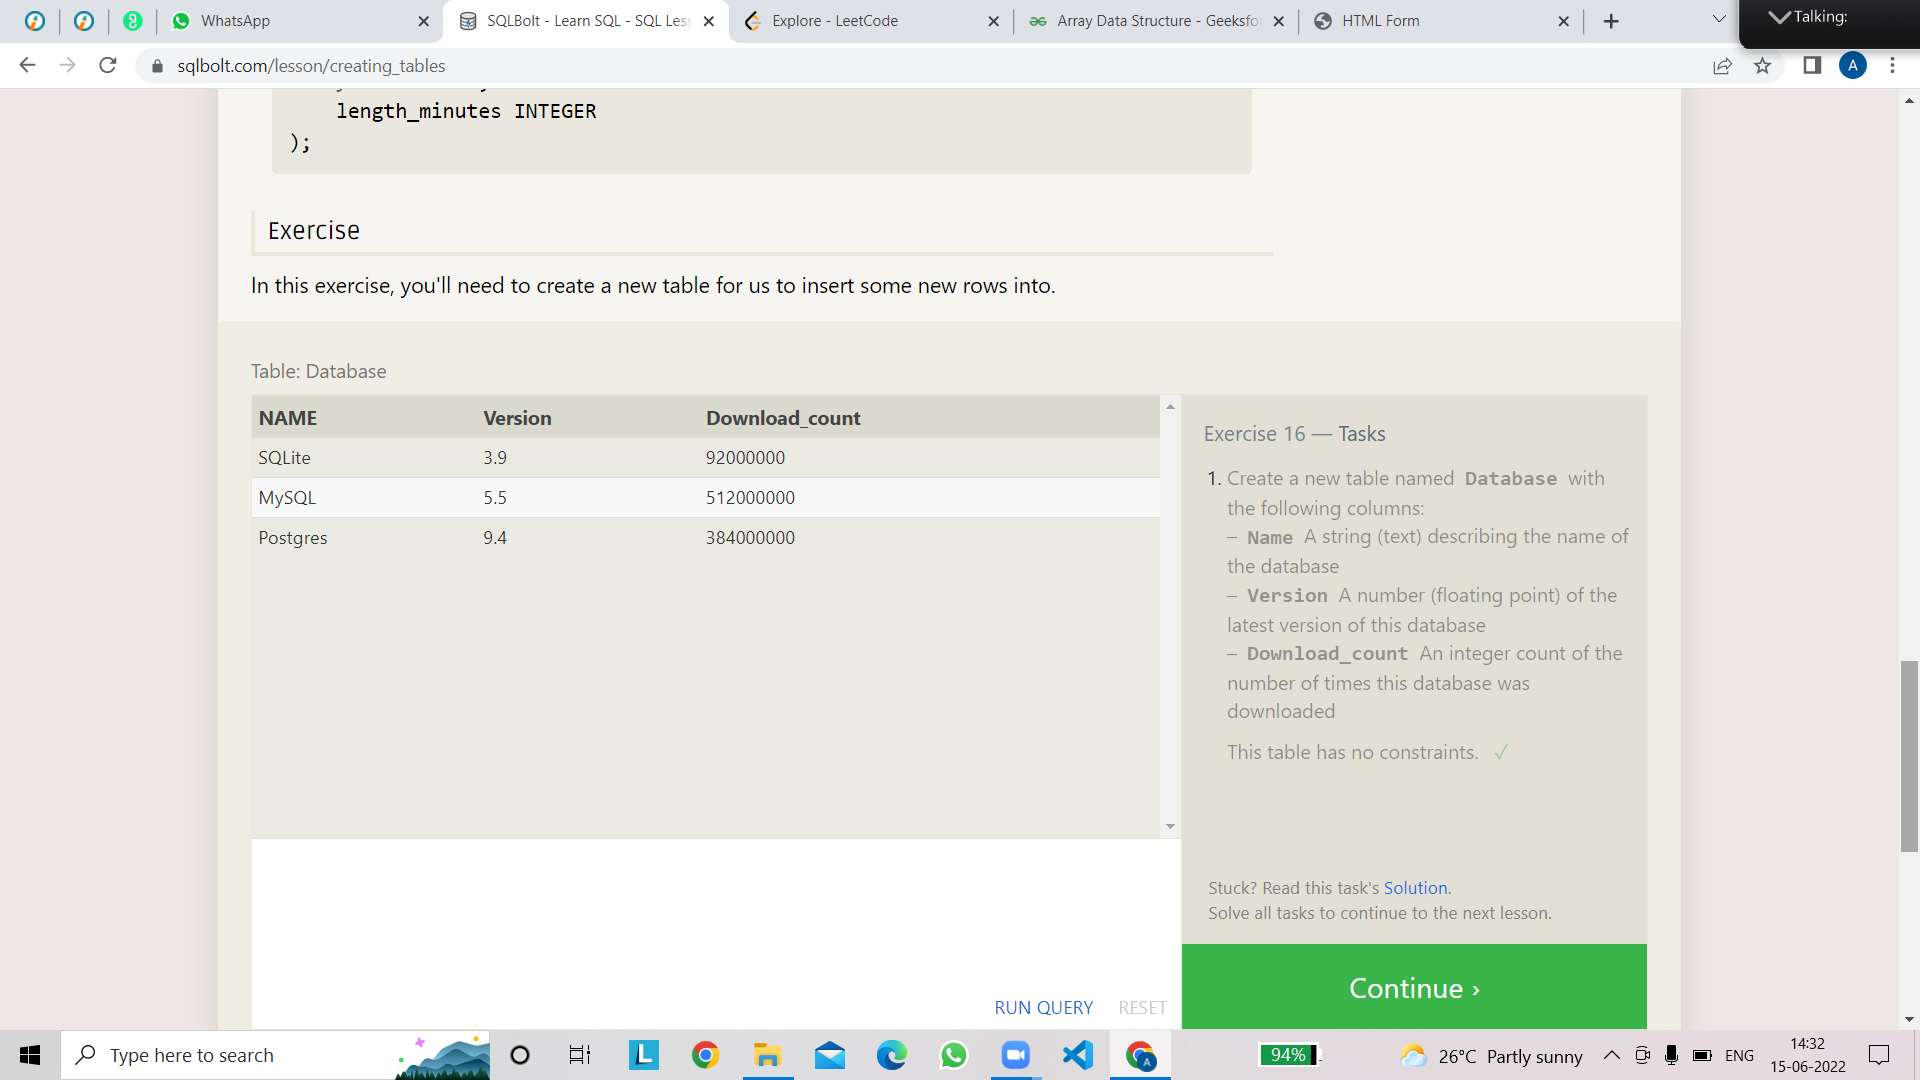 WhatsApp
SQLBolt - Learn SQL - SQL Less
Explore - LeetCode
Array Data Structure - Geeksfor
HTML Form
Talking:
sqlbolt.com/lesson/creating_tables
A
length_minutes INTEGER
);
Exercise
In this exercise, you'll need to create a new table for us to insert some new rows into.
Table: Database
NAME Version Download_count
SQLite 3.9 92000000
MySQL 5.5 512000000
Postgres 9.4 384000000
Exercise 16 — Tasks
1. Create a new table named Database with
the following columns:
– Name A string (text) describing the name of
the database
– Version A number (floating point) of the
latest version of this database
– Download_count An integer count of the
number of times this database was
downloaded
This table has no constraints. ✓
Stuck? Read this task's Solution.
Solve all tasks to continue to the next lesson.
RUN QUERY RESET
Continue ›
Type here to search
L
A
94%
26°C Partly sunny
ENG
14:32
15-06-2022